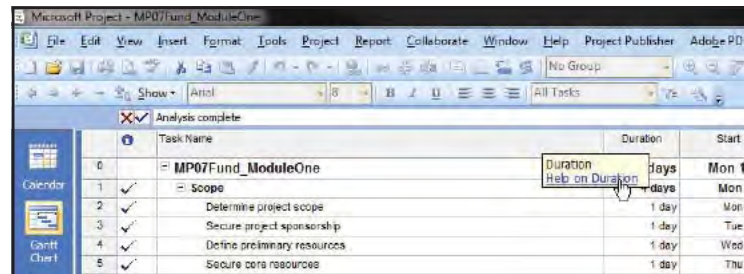 Microsoft Project - MP07Fund_ModuleOne
File Edit View Insert Format Tools Project Report Collaborate Window Help Project Publisher Adobe PD
No Group
Show Arial 8 B I U All Tasks
Analysis complete
Task Name Duration Start
0 MP07Fund_ModuleOne days Mon 1
Duration
Help on Duration
Calendar
1 Scope days Mon
2 Determine project scope 1 day Mon
3 Secure project sponsorship 1 day Tue
Gantt Chart
4 Define preliminary resources 1 day Wed
5 Secure core resources 1 day Thu